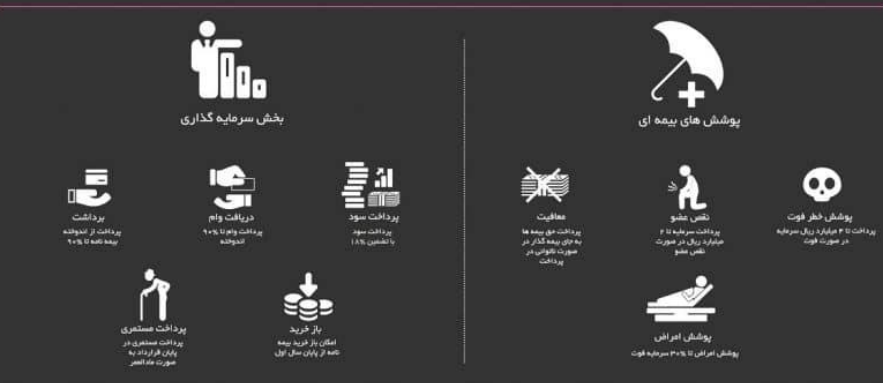 پوشش های بیمه ای
پوشش خطر فوت
پرداخت تا ۴ میلیارد ریال سرمایه
در صورت فوت
نقص عضو
پرداخت سرمایه تا ۲
میلیارد ریال در صورت
نقص عضو
معافیت
پرداخت حق بیمه ها
به جای بیمه گذار در
صورت ناتوانی در
پرداخت
پوشش امراض
پوشش امراض تا ۳۰% سرمایه فوت
بخش سرمایه گذاری
پرداخت سود
پرداخت سود
با تضمین ۱۸%
دریافت وام
پرداخت وام تا ۹۰%
اندوخته
برداشت
پرداخت از اندوخته
بیمه نامه تا ۹۰%
باز خرید
امکان باز خرید بیمه
نامه از پایان سال اول
پرداخت مستمری
پرداخت مستمری در
پایان قرارداد به
صورت مادالعمر